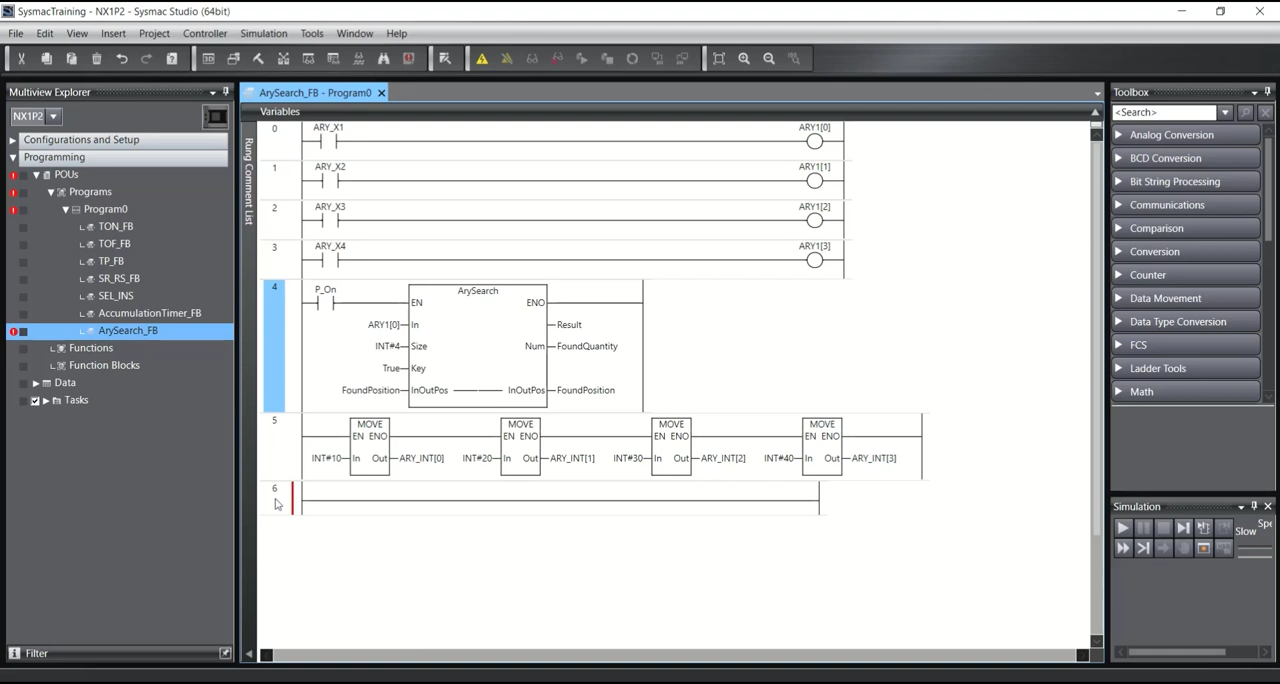 SysmacTraining - NX1P2 - Sysmac Studio (64bit)
File Edit View Insert Project Controller Simulation Tools Window Help
Multiview Explorer
NX1P2
Configurations and Setup
Programming
POUs
Programs
Program0
TON_FB
TOF_FB
TP_FB
SR_RS_FB
SEL_INS
AccumulationTimer_FB
ArySearch_FB
Functions
Function Blocks
Data
Tasks
Filter
ArySearch_FB - Program0
Variables
Rung Comment List
0 ARY_X1 ARY1[0]
1 ARY_X2 ARY1[1]
2 ARY_X3 ARY1[2]
3 ARY_X4 ARY1[3]
4 P_On ArySearch
EN ENO
ARY1[0] In Result
INT#4 Size Num FoundQuantity
True Key
FoundPosition InOutPos InOutPos FoundPosition
5 MOVE MOVE MOVE MOVE
EN ENO EN ENO EN ENO EN ENO
INT#10 In Out ARY_INT[0] INT#20 In Out ARY_INT[1] INT#30 In Out ARY_INT[2] INT#40 In Out ARY_INT[3]
6
Toolbox
<Search>
Analog Conversion
BCD Conversion
Bit String Processing
Communications
Comparison
Conversion
Counter
Data Movement
Data Type Conversion
FCS
Ladder Tools
Math
Simulation
Slow Spe